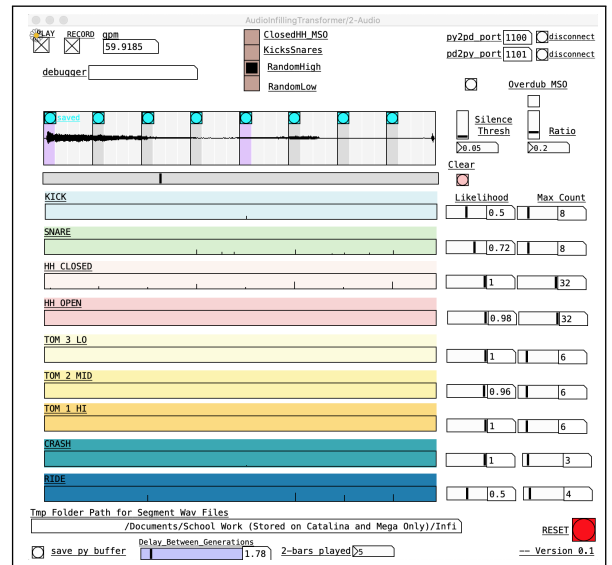 AudioInfillingTransformer/2-Audio
PLAY RECORD qpm
59.9185
ClosedHH_MSO
KicksSnares
RandomHigh
RandomLow
py2pd_port 1100 disconnect
pd2py_port 1101 disconnect
debugger
Overdub MSO
Silence
Thresh
Ratio
0.05 0.2
saved
Clear
Likelihood Max Count
KICK
0.5 8
SNARE
0.72 8
HH CLOSED
1 32
HH OPEN
0.98 32
TOM 3 LO
1 6
TOM 2 MID
0.96 6
TOM 1 HI
1 6
CRASH
1 3
RIDE
0.5 4
Tmp Folder Path for Segment Wav Files
/Documents/School Work (Stored on Catalina and Mega Only)/Infi
RESET
Delay_Between_Generations
save py buffer 1.78 2-bars played 5
-- Version 0.1